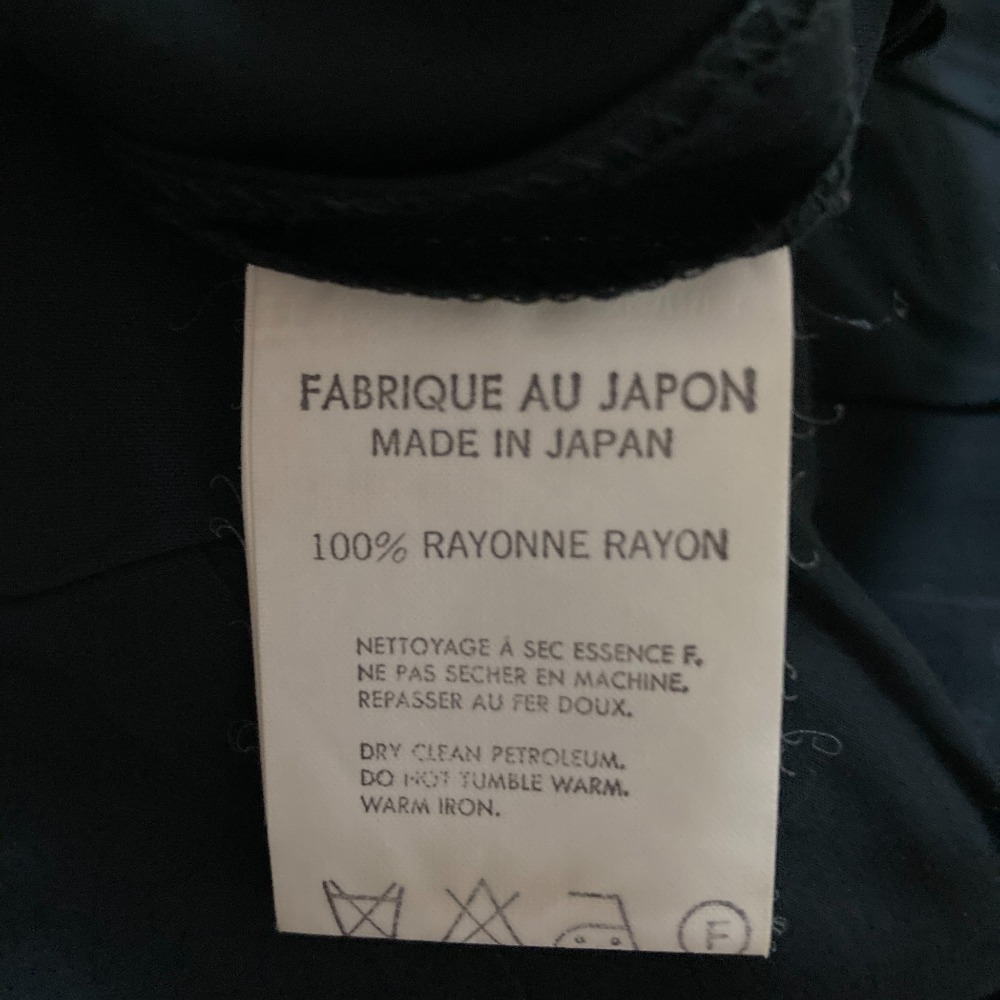 FABRIQUE AU JAPON
MADE IN JAPAN
100% RAYONNE RAYON
NETTOYAGE À SEC ESSENCE F.
NE PAS SECHER EN MACHINE.
REPASSER AU FER DOUX.
DRY CLEAN PETROLEUM.
DO NOT TUMBLE WARM.
WARM IRON.
F